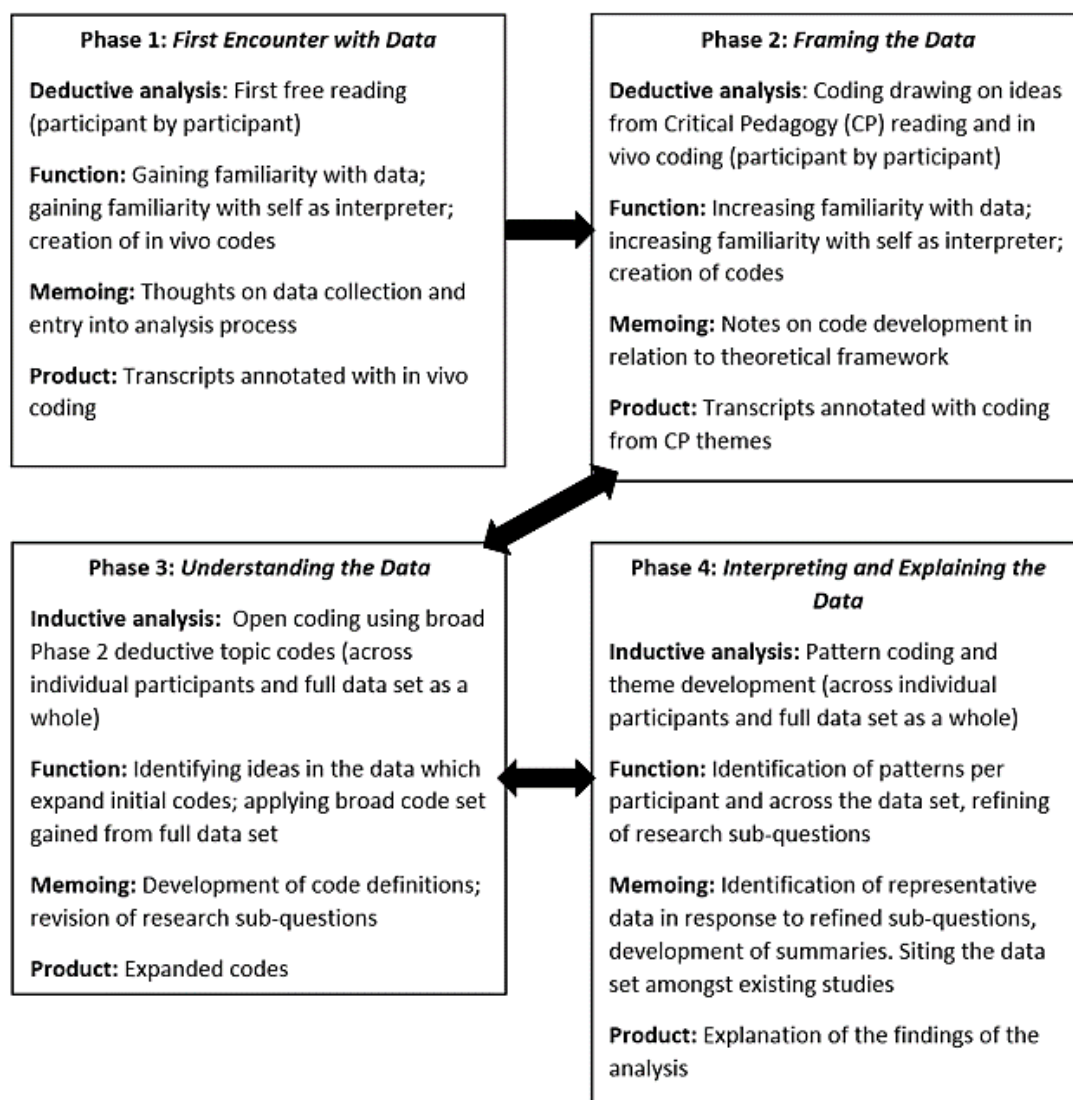 Phase 1: First Encounter with Data
Deductive analysis: First free reading
(participant by participant)
Function: Gaining familiarity with data;
gaining familiarity with self as interpreter;
creation of in vivo codes
Memoing: Thoughts on data collection and
entry into analysis process
Product: Transcripts annotated with in vivo
coding
Phase 2: Framing the Data
Deductive analysis: Coding drawing on ideas
from Critical Pedagogy (CP) reading and in
vivo coding (participant by participant)
Function: Increasing familiarity with data;
increasing familiarity with self as interpreter;
creation of codes
Memoing: Notes on code development in
relation to theoretical framework
Product: Transcripts annotated with coding
from CP themes
Phase 3: Understanding the Data
Inductive analysis: Open coding using broad
Phase 2 deductive topic codes (across
individual participants and full data set as a
whole)
Function: Identifying ideas in the data which
expand initial codes; applying broad code set
gained from full data set
Memoing: Development of code definitions;
revision of research sub-questions
Product: Expanded codes
Phase 4: Interpreting and Explaining the
Data
Inductive analysis: Pattern coding and
theme development (across individual
participants and full data set as a whole)
Function: Identification of patterns per
participant and across the data set, refining
of research sub-questions
Memoing: Identification of representative
data in response to refined sub-questions,
development of summaries. Siting the data
set amongst existing studies
Product: Explanation of the findings of the
analysis